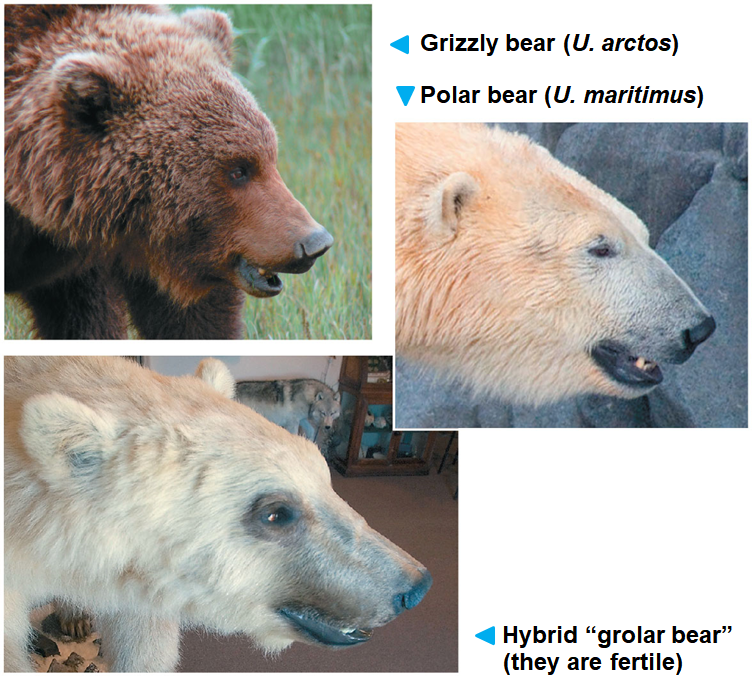 Grizzly bear (U. arctos)
Polar bear (U. maritimus)
Hybrid “grolar bear”
(they are fertile)